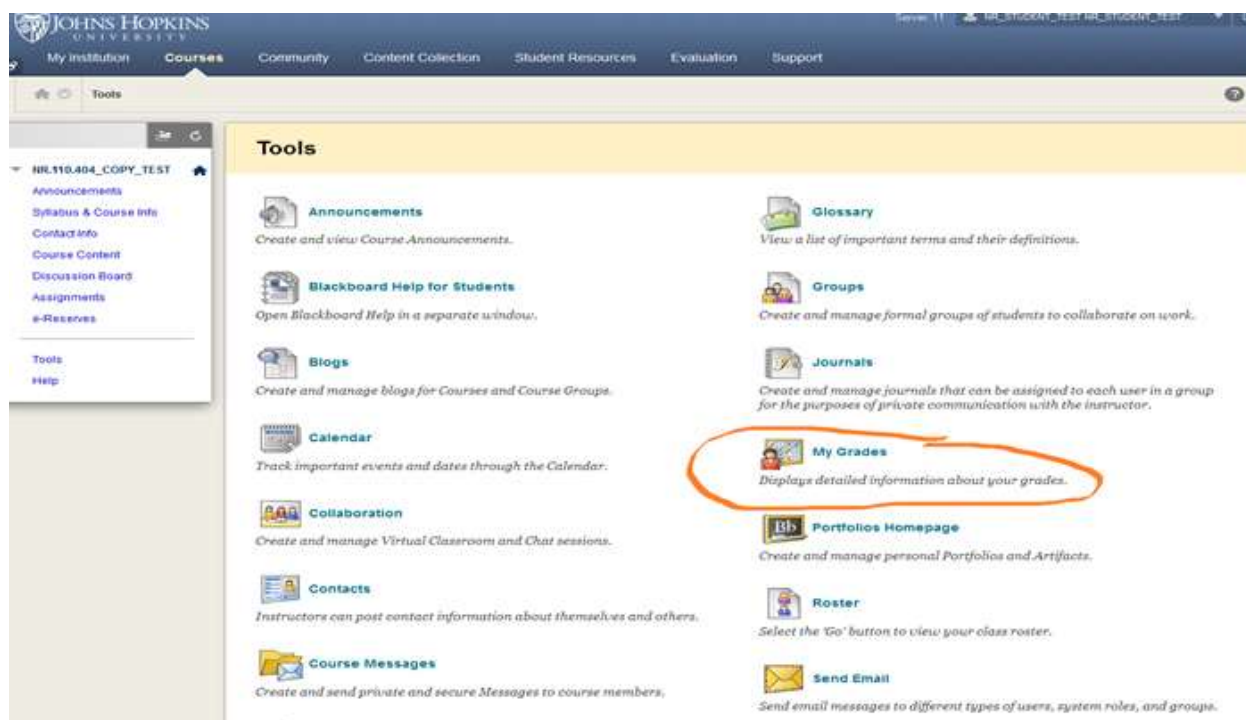 JOHNS HOPKINS
UNIVERSITY
Server 11 NR_STUDENT_TEST NR_STUDENT_TEST
My Institution Courses Community Content Collection Student Resources Evaluation Support
Tools
NR.110.404_COPY_TEST
Announcements
Syllabus & Course Info
Contact Info
Course Content
Discussion Board
Assignments
e-Reserves
Tools
Help
Tools
Announcements
Create and view Course Announcements.
Blackboard Help for Students
Open Blackboard Help in a separate window.
Blogs
Create and manage blogs for Courses and Course Groups.
Calendar
Track important events and dates through the Calendar.
Collaboration
Create and manage Virtual Classroom and Chat sessions.
Contacts
Instructors can post contact information about themselves and others.
Course Messages
Create and send private and secure Messages to course members.
Glossary
View a list of important terms and their definitions.
Groups
Create and manage formal groups of students to collaborate on work.
Journals
Create and manage journals that can be assigned to each user in a group
for the purposes of private communication with the instructor.
My Grades
Displays detailed information about your grades.
Bb
Portfolios Homepage
Create and manage personal Portfolios and Artifacts.
Roster
Select the 'Go' button to view your class roster.
Send Email
Send email messages to different types of users, system roles, and groups.